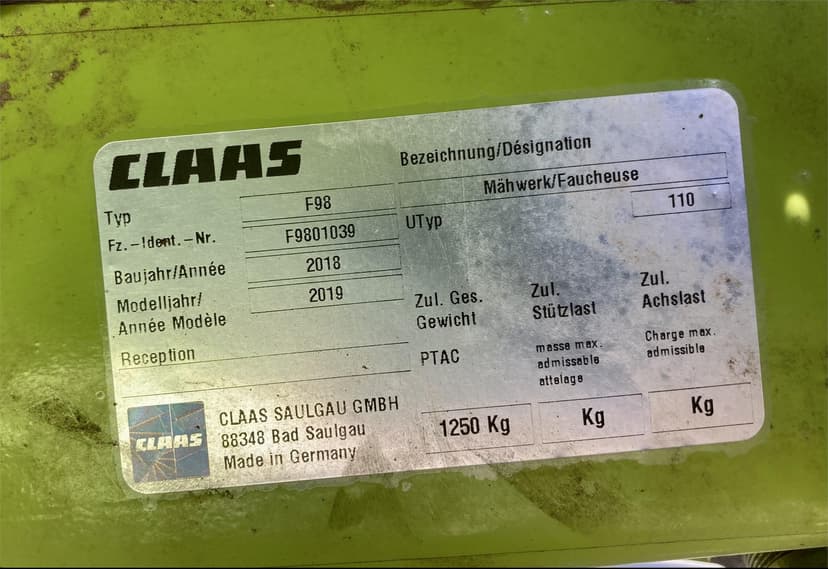 CLAAS
Bezeichnung/Désignation
Mähwerk/Faucheuse
Typ F98
UTyp 110
Fz.-Ident.-Nr. F9801039
Baujahr/Année 2018
Modelljahr/
Année Modèle 2019
Zul. Ges.
Gewicht
Zul.
Stützlast
Zul.
Achslast
Reception
PTAC
masse max.
admissable
attelage
Charge max.
admissible
1250 Kg Kg Kg
CLAAS
CLAAS SAULGAU GMBH
88348 Bad Saulgau
Made in Germany